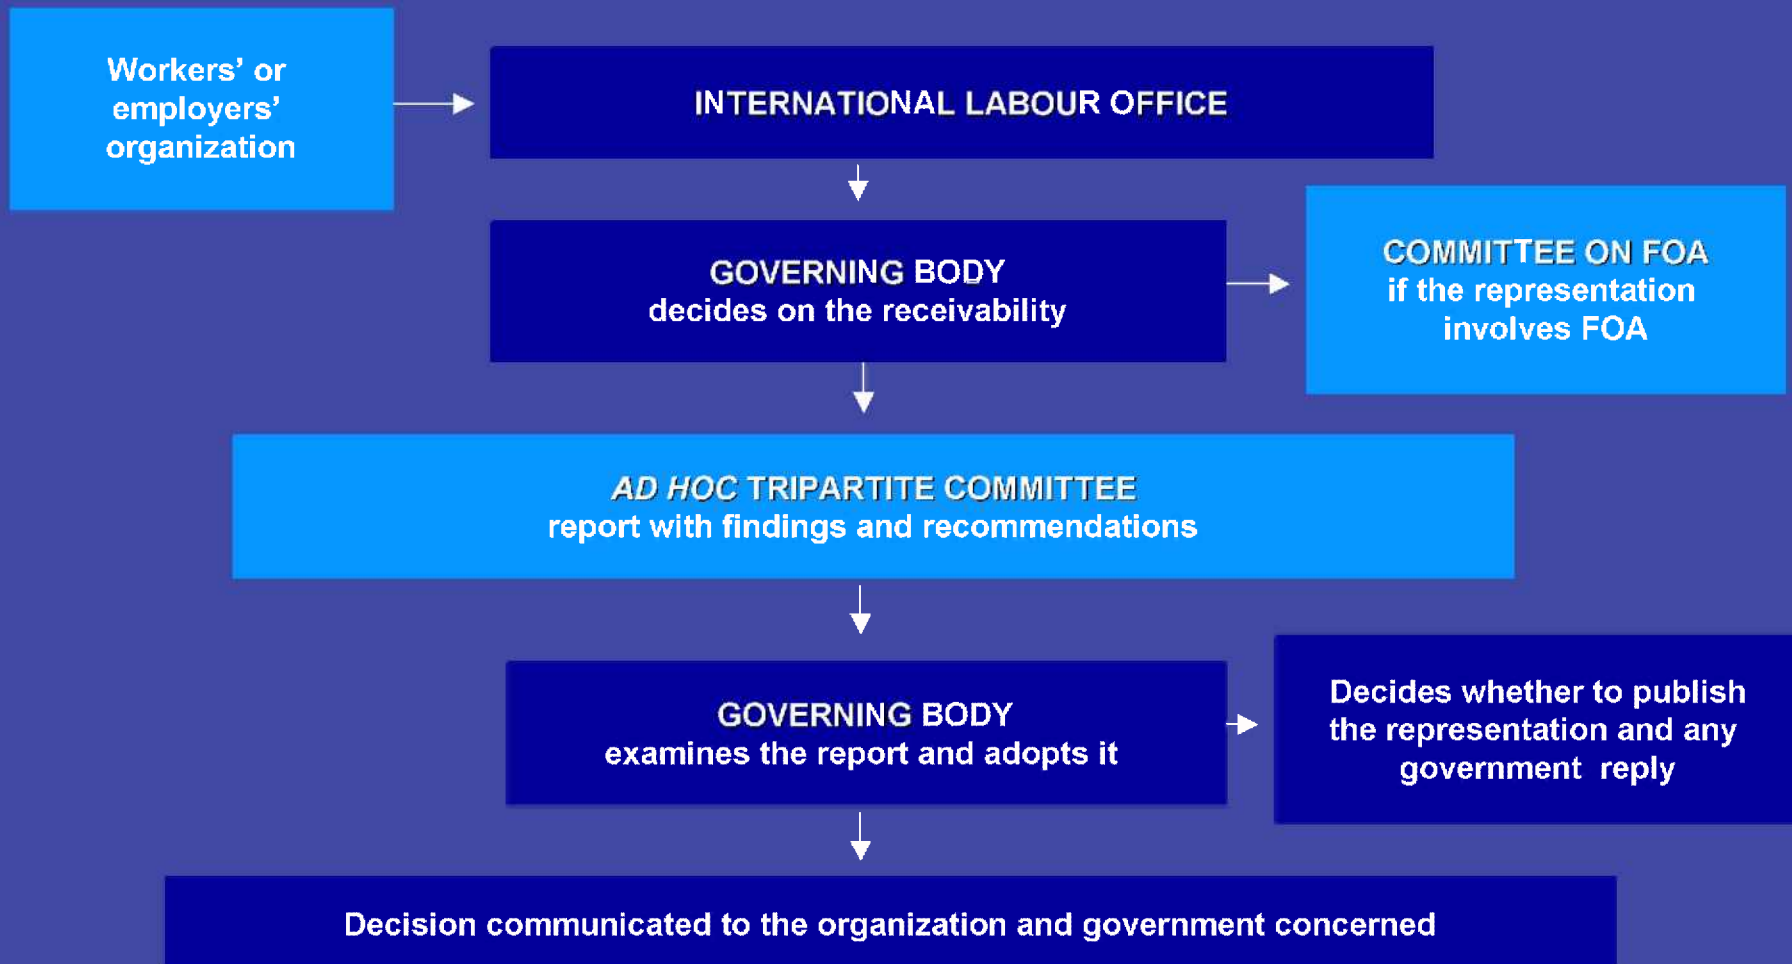 Workers’ or
employers’
organization
INTERNATIONAL LABOUR OFFICE
GOVERNING BODY
decides on the receivability
COMMITTEE ON FOA
if the representation
involves FOA
AD HOC TRIPARTITE COMMITTEE
report with findings and recommendations
GOVERNING BODY
examines the report and adopts it
Decides whether to publish
the representation and any
government reply
Decision communicated to the organization and government concerned